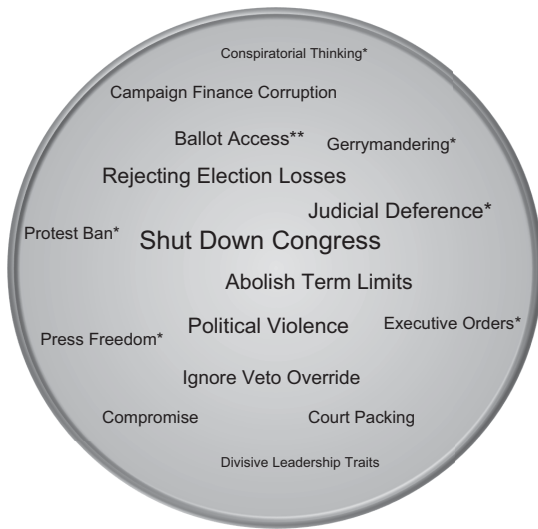 Conspiratorial Thinking*
Campaign Finance Corruption
Ballot Access**
Gerrymandering*
Rejecting Election Losses
Judicial Deference*
Protest Ban*
Shut Down Congress
Abolish Term Limits
Political Violence
Executive Orders*
Press Freedom*
Ignore Veto Override
Compromise
Court Packing
Divisive Leadership Traits